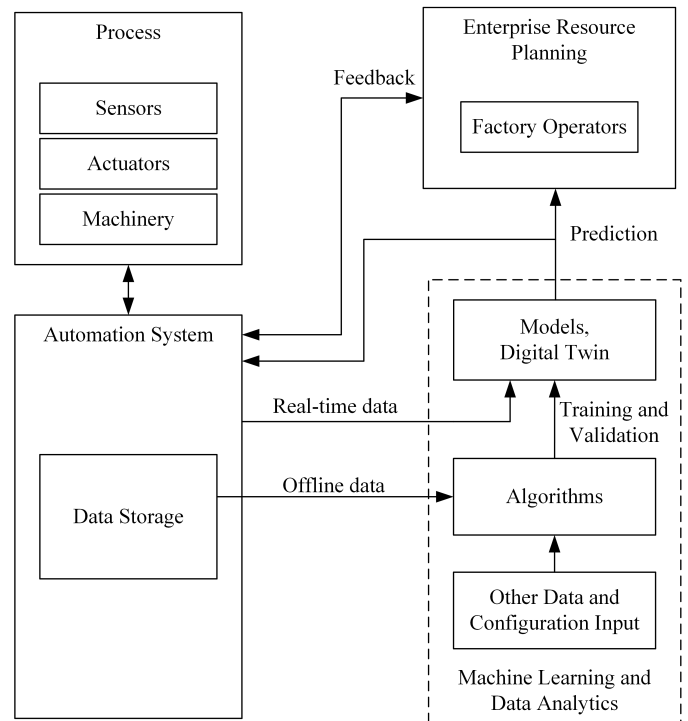 Process
Sensors
Actuators
Machinery
Enterprise Resource
Planning
Factory Operators
Feedback
Prediction
Automation System
Data Storage
Real-time data
Offline data
Models,
Digital Twin
Training and
Validation
Algorithms
Other Data and
Configuration Input
Machine Learning and
Data Analytics